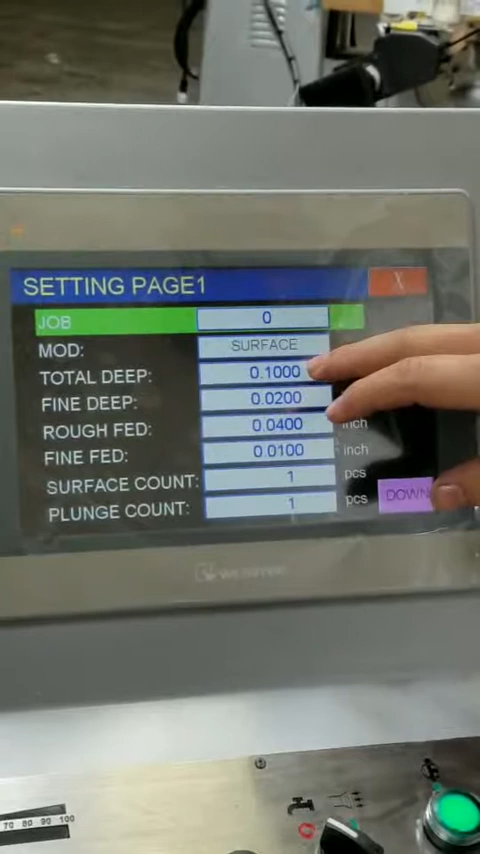 SETTING PAGE1
X
JOB 0
MOD: SURFACE
TOTAL DEEP: 0.1000
FINE DEEP: 0.0200
ROUGH FED: 0.0400 inch
FINE FED: 0.0100 inch
SURFACE COUNT: 1 pcs
PLUNGE COUNT: 1 pcs
DOWN
70 80 90 100